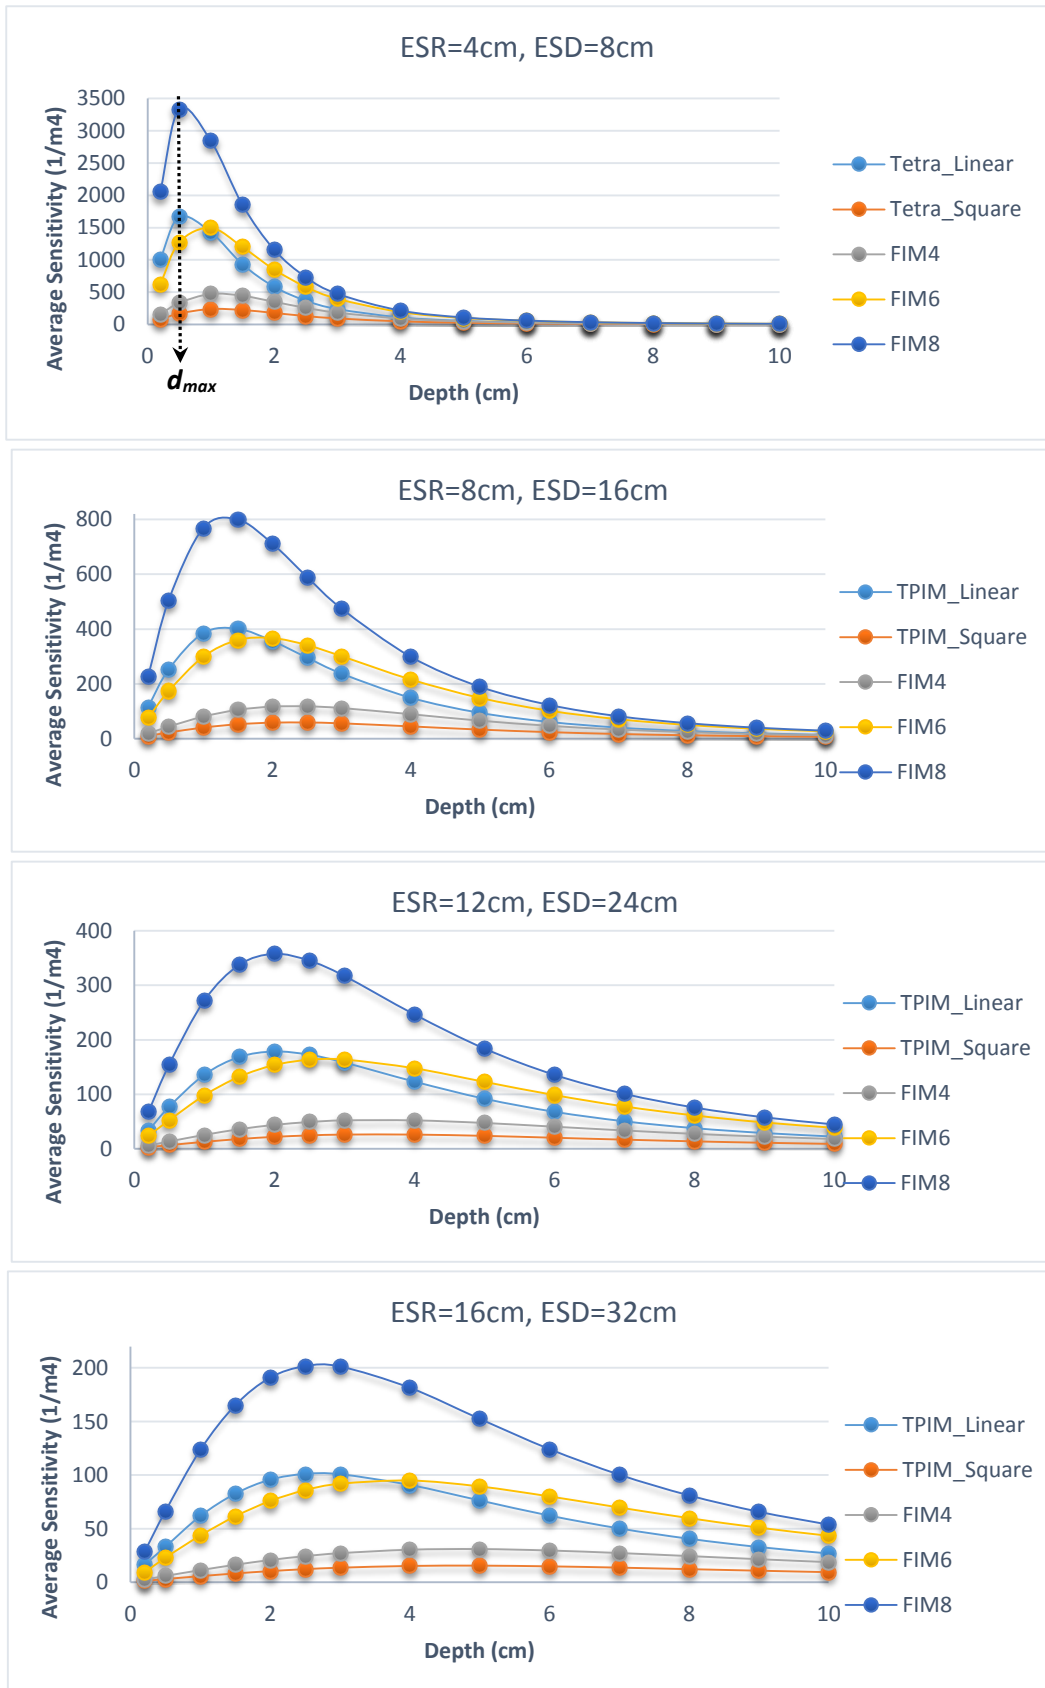 ESR=4cm, ESD=8cm
Average Sensitivity (1/m4)
3500
3000
2500
2000
1500
1000
500
0
0 2 4 6 8 10
d max
Depth (cm)
Tetra_Linear
Tetra_Square
FIM4
FIM6
FIM8
ESR=8cm, ESD=16cm
Average Sensitivity (1/m4)
800
600
400
200
0
0 2 4 6 8 10
Depth (cm)
TPIM_Linear
TPIM_Square
FIM4
FIM6
FIM8
ESR=12cm, ESD=24cm
Average Sensitivity (1/m4)
400
300
200
100
0
0 2 4 6 8 10
Depth (cm)
TPIM_Linear
TPIM_Square
FIM4
FIM6
FIM8
ESR=16cm, ESD=32cm
Average Sensitivity (1/m4)
200
150
100
50
0
0 2 4 6 8 10
Depth (cm)
TPIM_Linear
TPIM_Square
FIM4
FIM6
FIM8